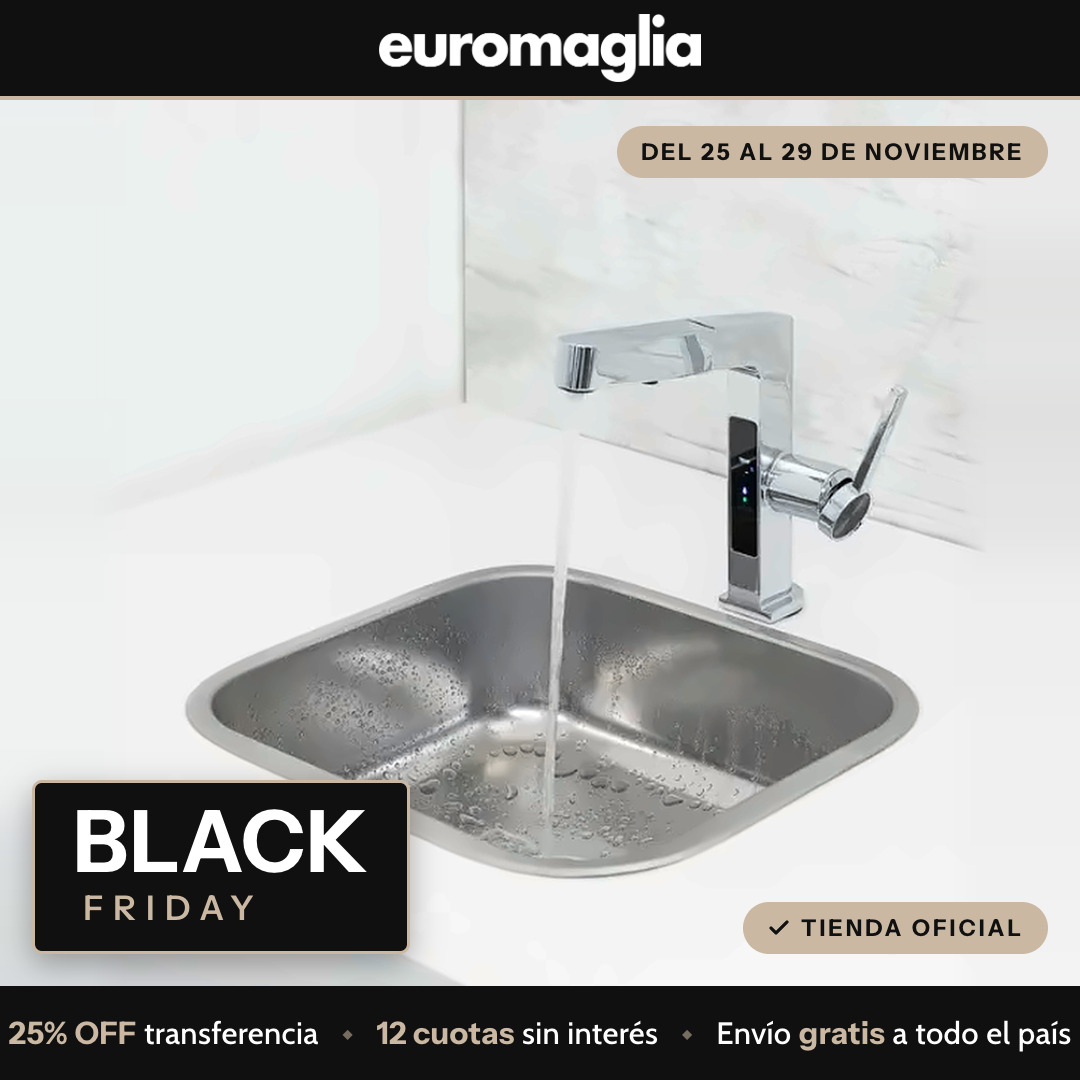 euromaglia
DEL 25 AL 29 DE NOVIEMBRE
BLACK
FRIDAY
✓ TIENDA OFICIAL
25% OFF transferencia ◆ 12 cuotas sin interés ◆ Envío gratis a todo el país